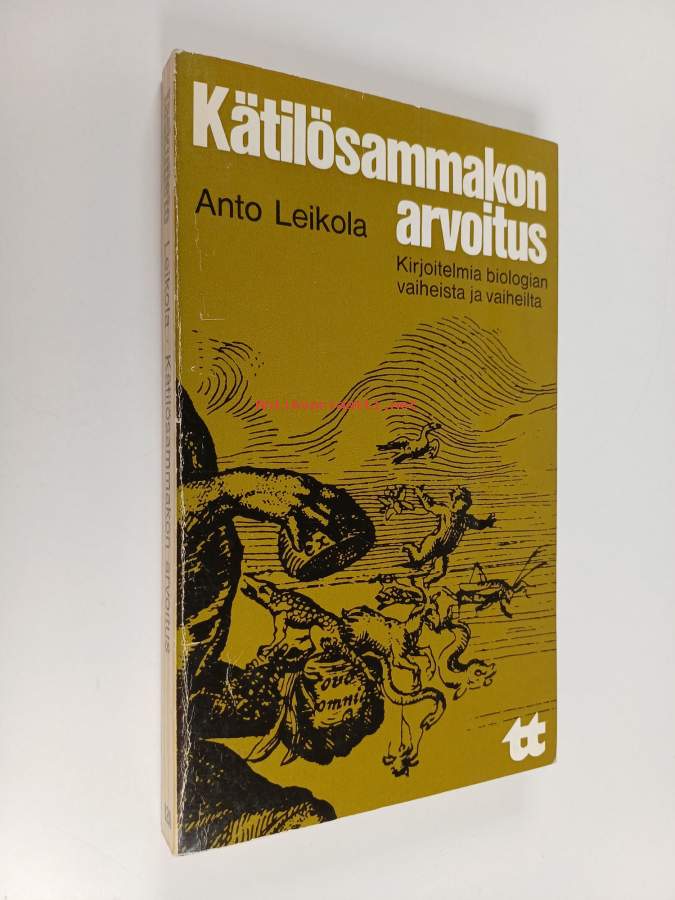 Kätilösammakon
arvoitus
Anto Leikola
Kirjoitelmia biologian
vaiheista ja vaiheilta
tt
Leikola · Kätilösammakon arvoitus